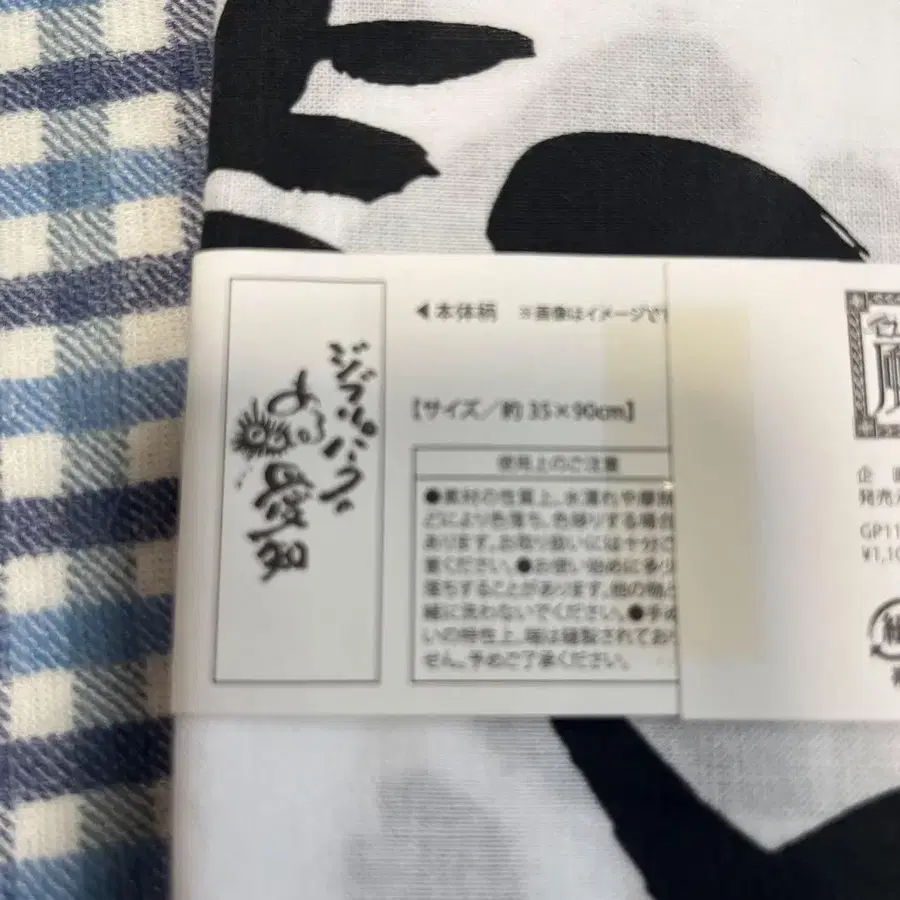 ジブリパークの
ある愛知
◀本体柄 ※画像はイメージで
【サイズ／約 35×90cm】
使用上のご注意
●素材の性質上、水濡れや摩擦
どにより色落ち、色移りする場合
あります。お取り扱いには十分ご
意ください。●お使い始めに多少
落ちすることがあります。他の物と
緒に洗わないでください。●手ぬ
いの特性上、端は縫製されており
せん。予めご了承ください。
企
発売
GP11
¥1,10